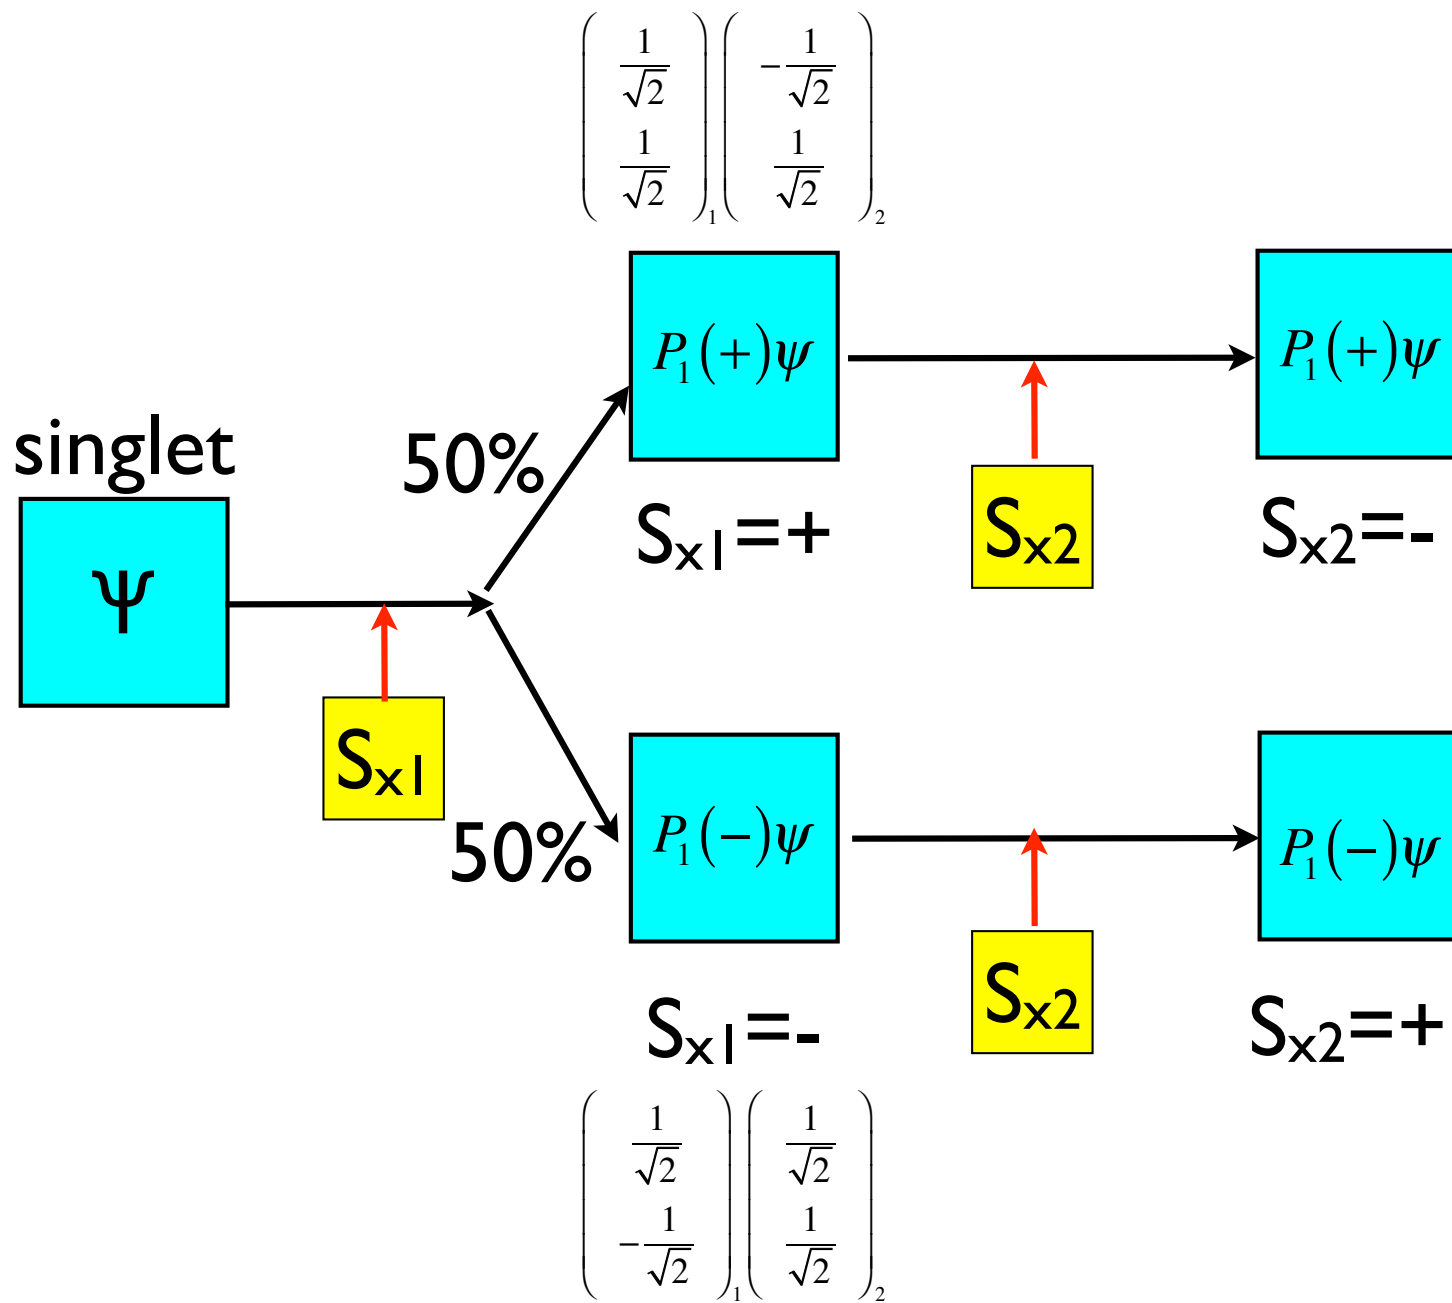 (1/√2 1/√2)₁ (-1/√2 1/√2)₂
singlet
ψ
50%
P₁(+)ψ
P₁(+)ψ
Sx1=+
Sx2
Sx2=-
Sx1
50%
P₁(−)ψ
P₁(−)ψ
Sx1=-
Sx2
Sx2=+
(1/√2 -1/√2)₁ (1/√2 1/√2)₂